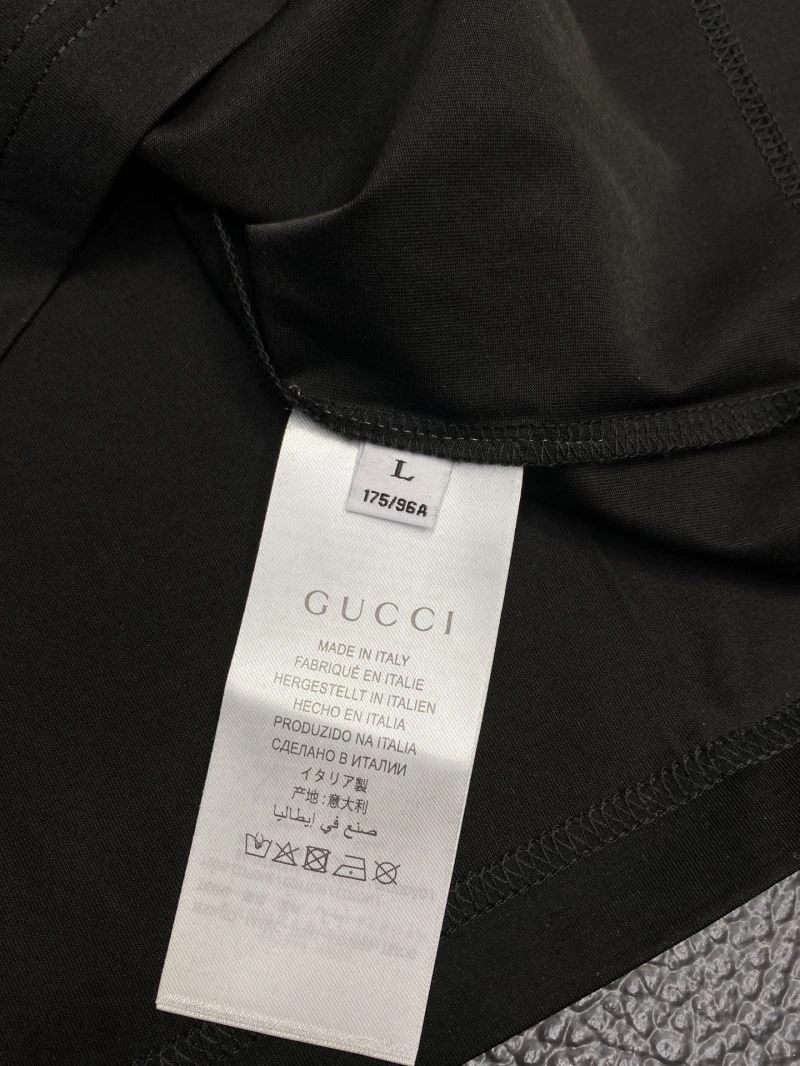 L
175/96A
GUCCI
MADE IN ITALY
FABRIQUÉ EN ITALIE
HERGESTELLT IN ITALIEN
HECHO EN ITALIA
PRODUZIDO NA ITALIA
СДЕЛАНО В ИТАЛИИ
イタリア製
产地:意大利
صنع في إيطاليا